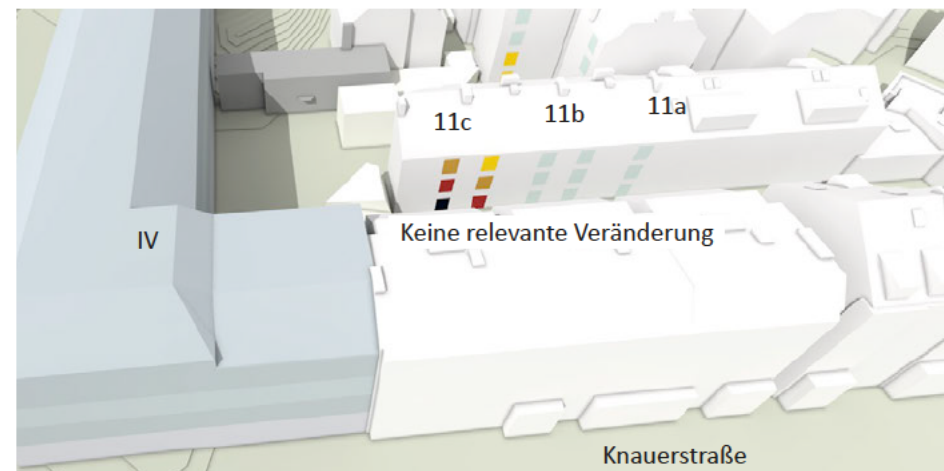 11c
11b
11a
IV
Keine relevante Veränderung
Knauerstraße